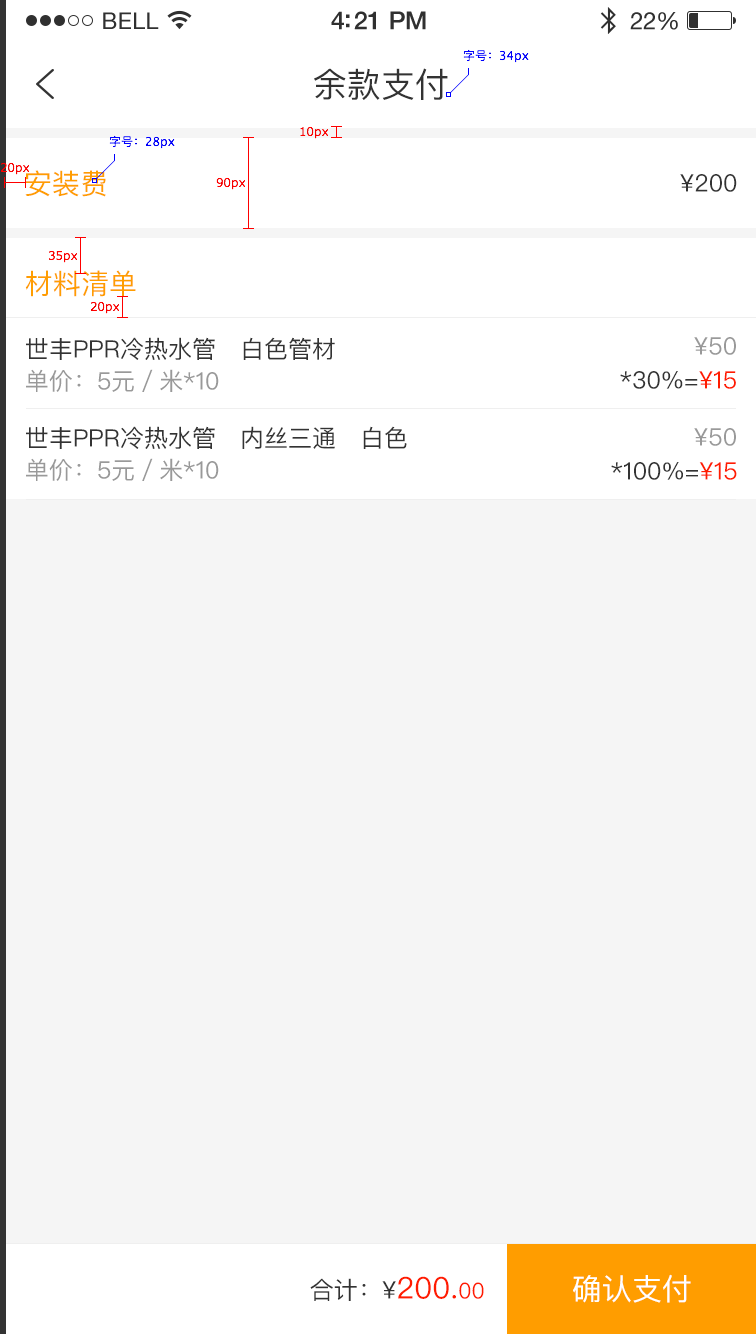 ●●●○○ BELL 4:21 PM 22%
字号：34px
余款支付
10px
字号：28px
20px
安装费 90px ¥200
35px
材料清单
20px
世丰PPR冷热水管 白色管材 ¥50
单价：5元 / 米*10 *30%=¥15
世丰PPR冷热水管 内丝三通 白色 ¥50
单价：5元 / 米*10 *100%=¥15
合计：¥200.00 确认支付